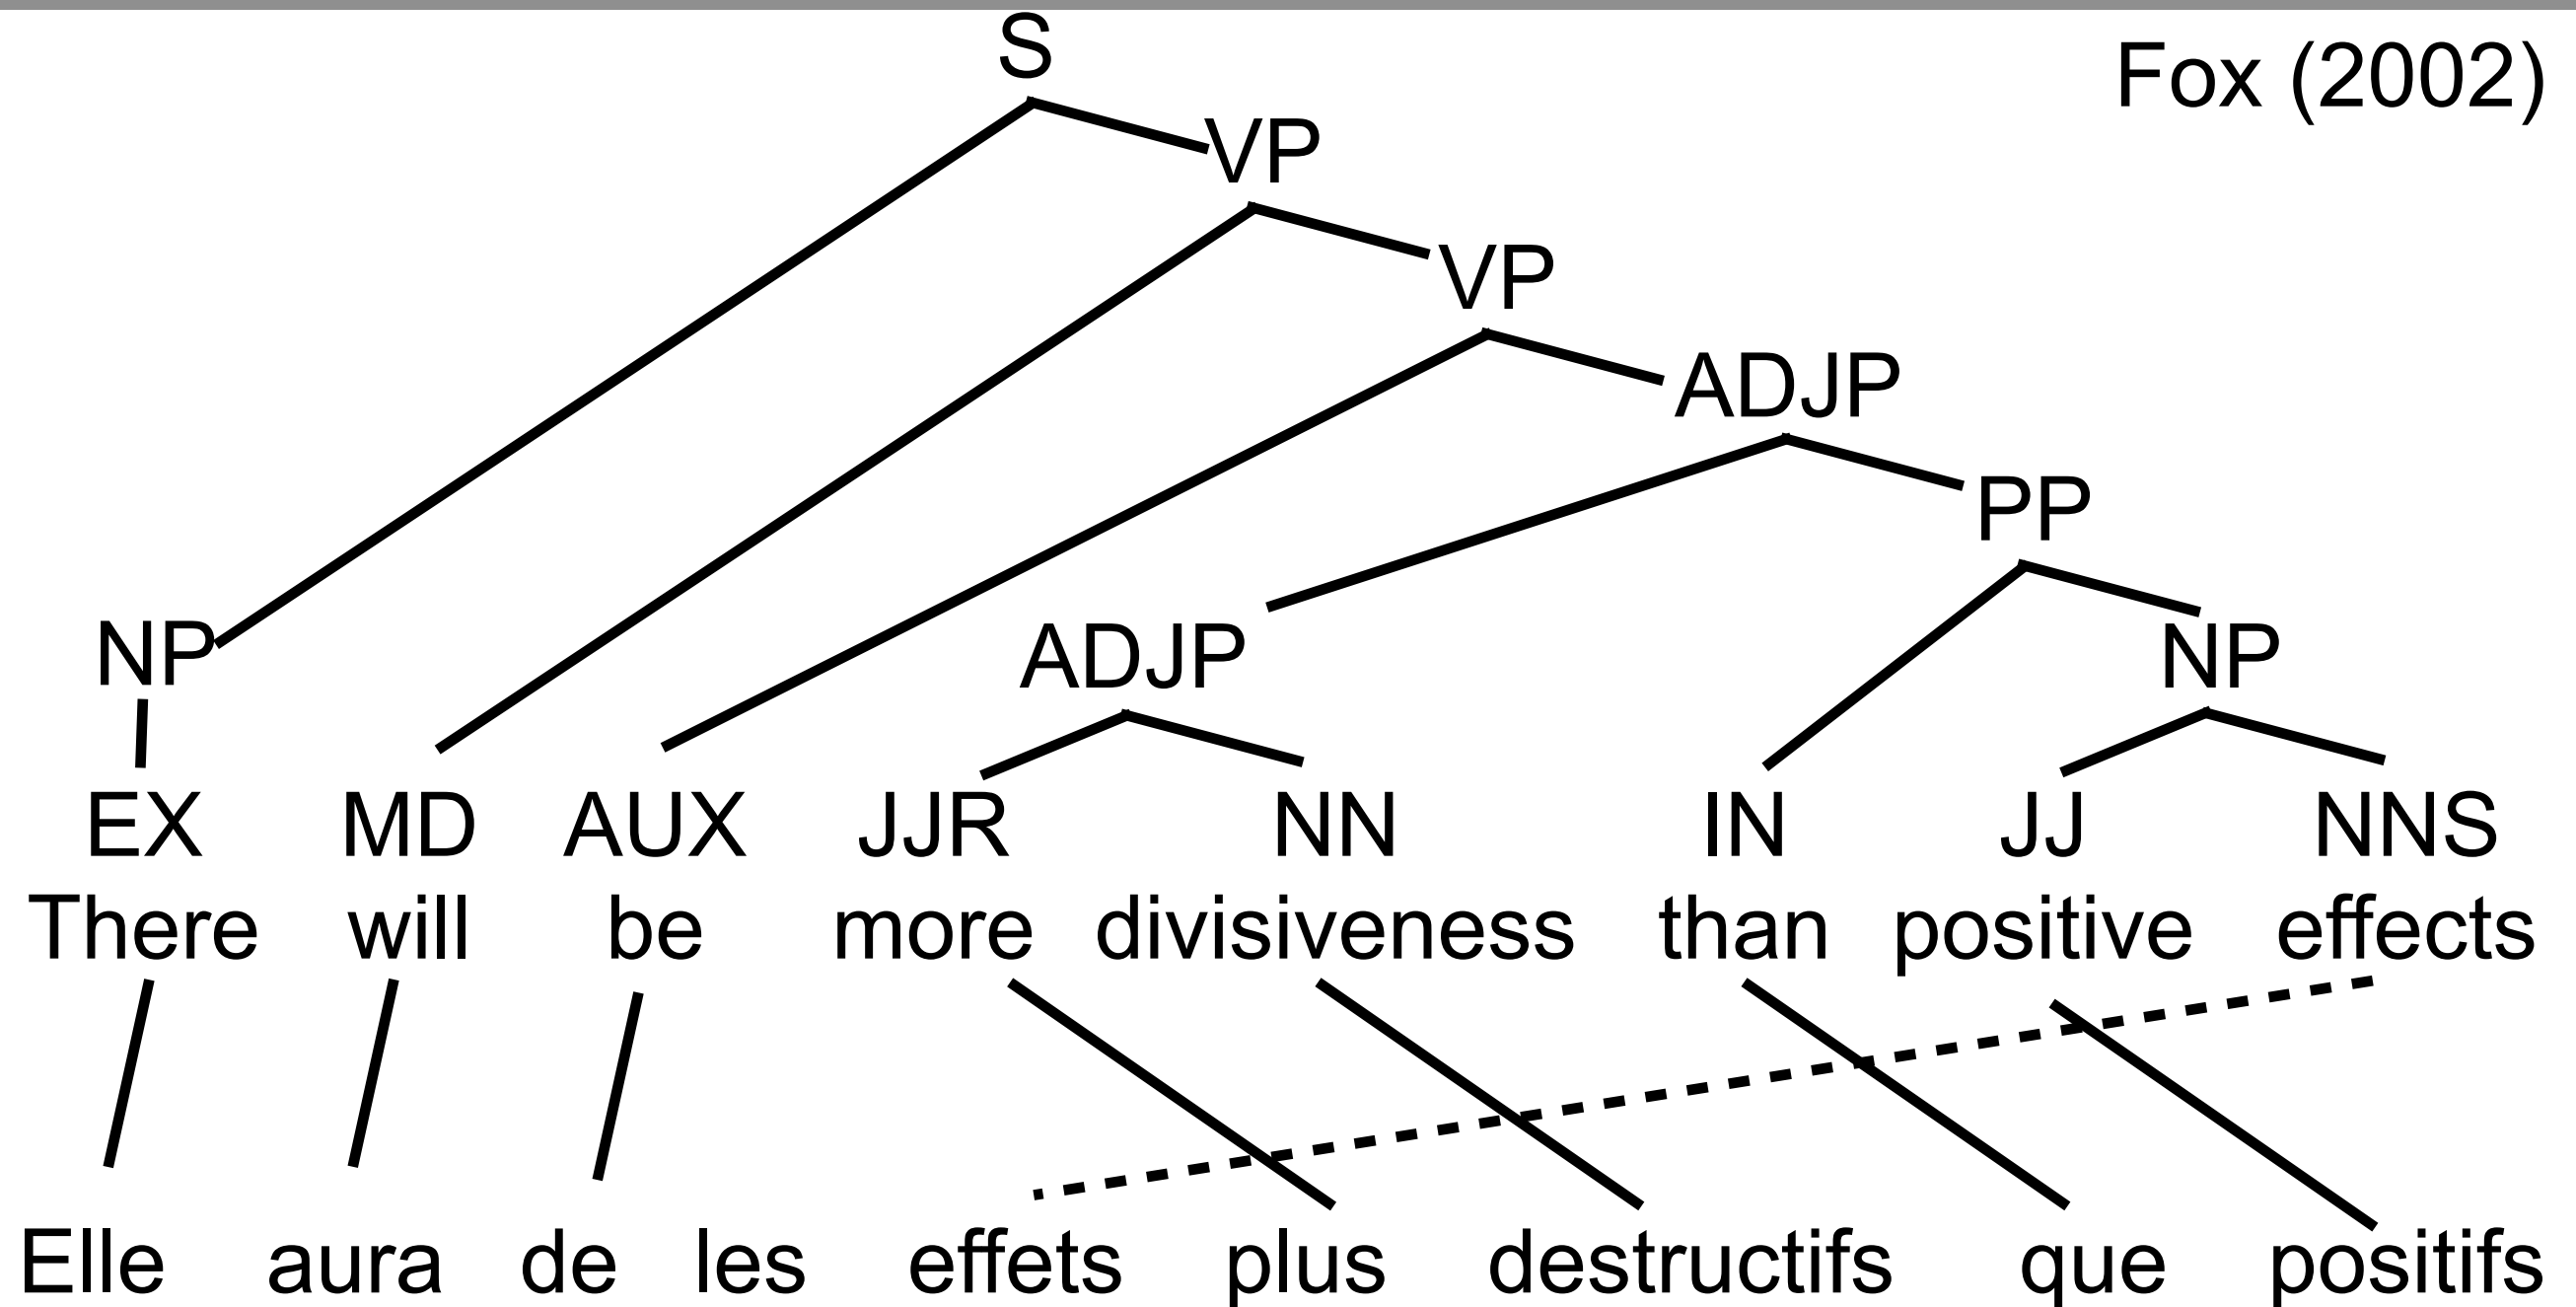 S
Fox (2002)
VP
VP
ADJP
PP
NP ADJP NP
EX MD AUX JJR NN IN JJ NNS
There will be more divisiveness than positive effects
Elle aura de les effets plus destructifs que positifs